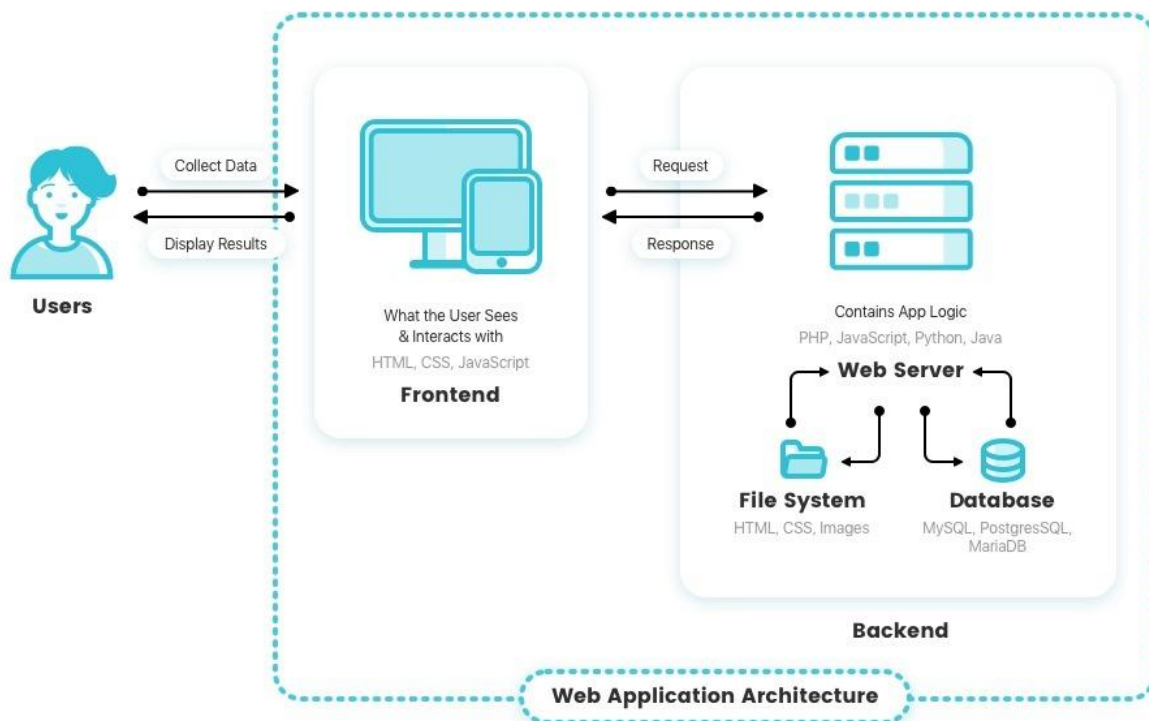 Collect Data
Display Results
Users
What the User Sees
& Interacts with
HTML, CSS, JavaScript
Frontend
Request
Response
Contains App Logic
PHP, JavaScript, Python, Java
Web Server
File System
HTML, CSS, Images
Database
MySQL, PostgresSQL,
MariaDB
Backend
Web Application Architecture